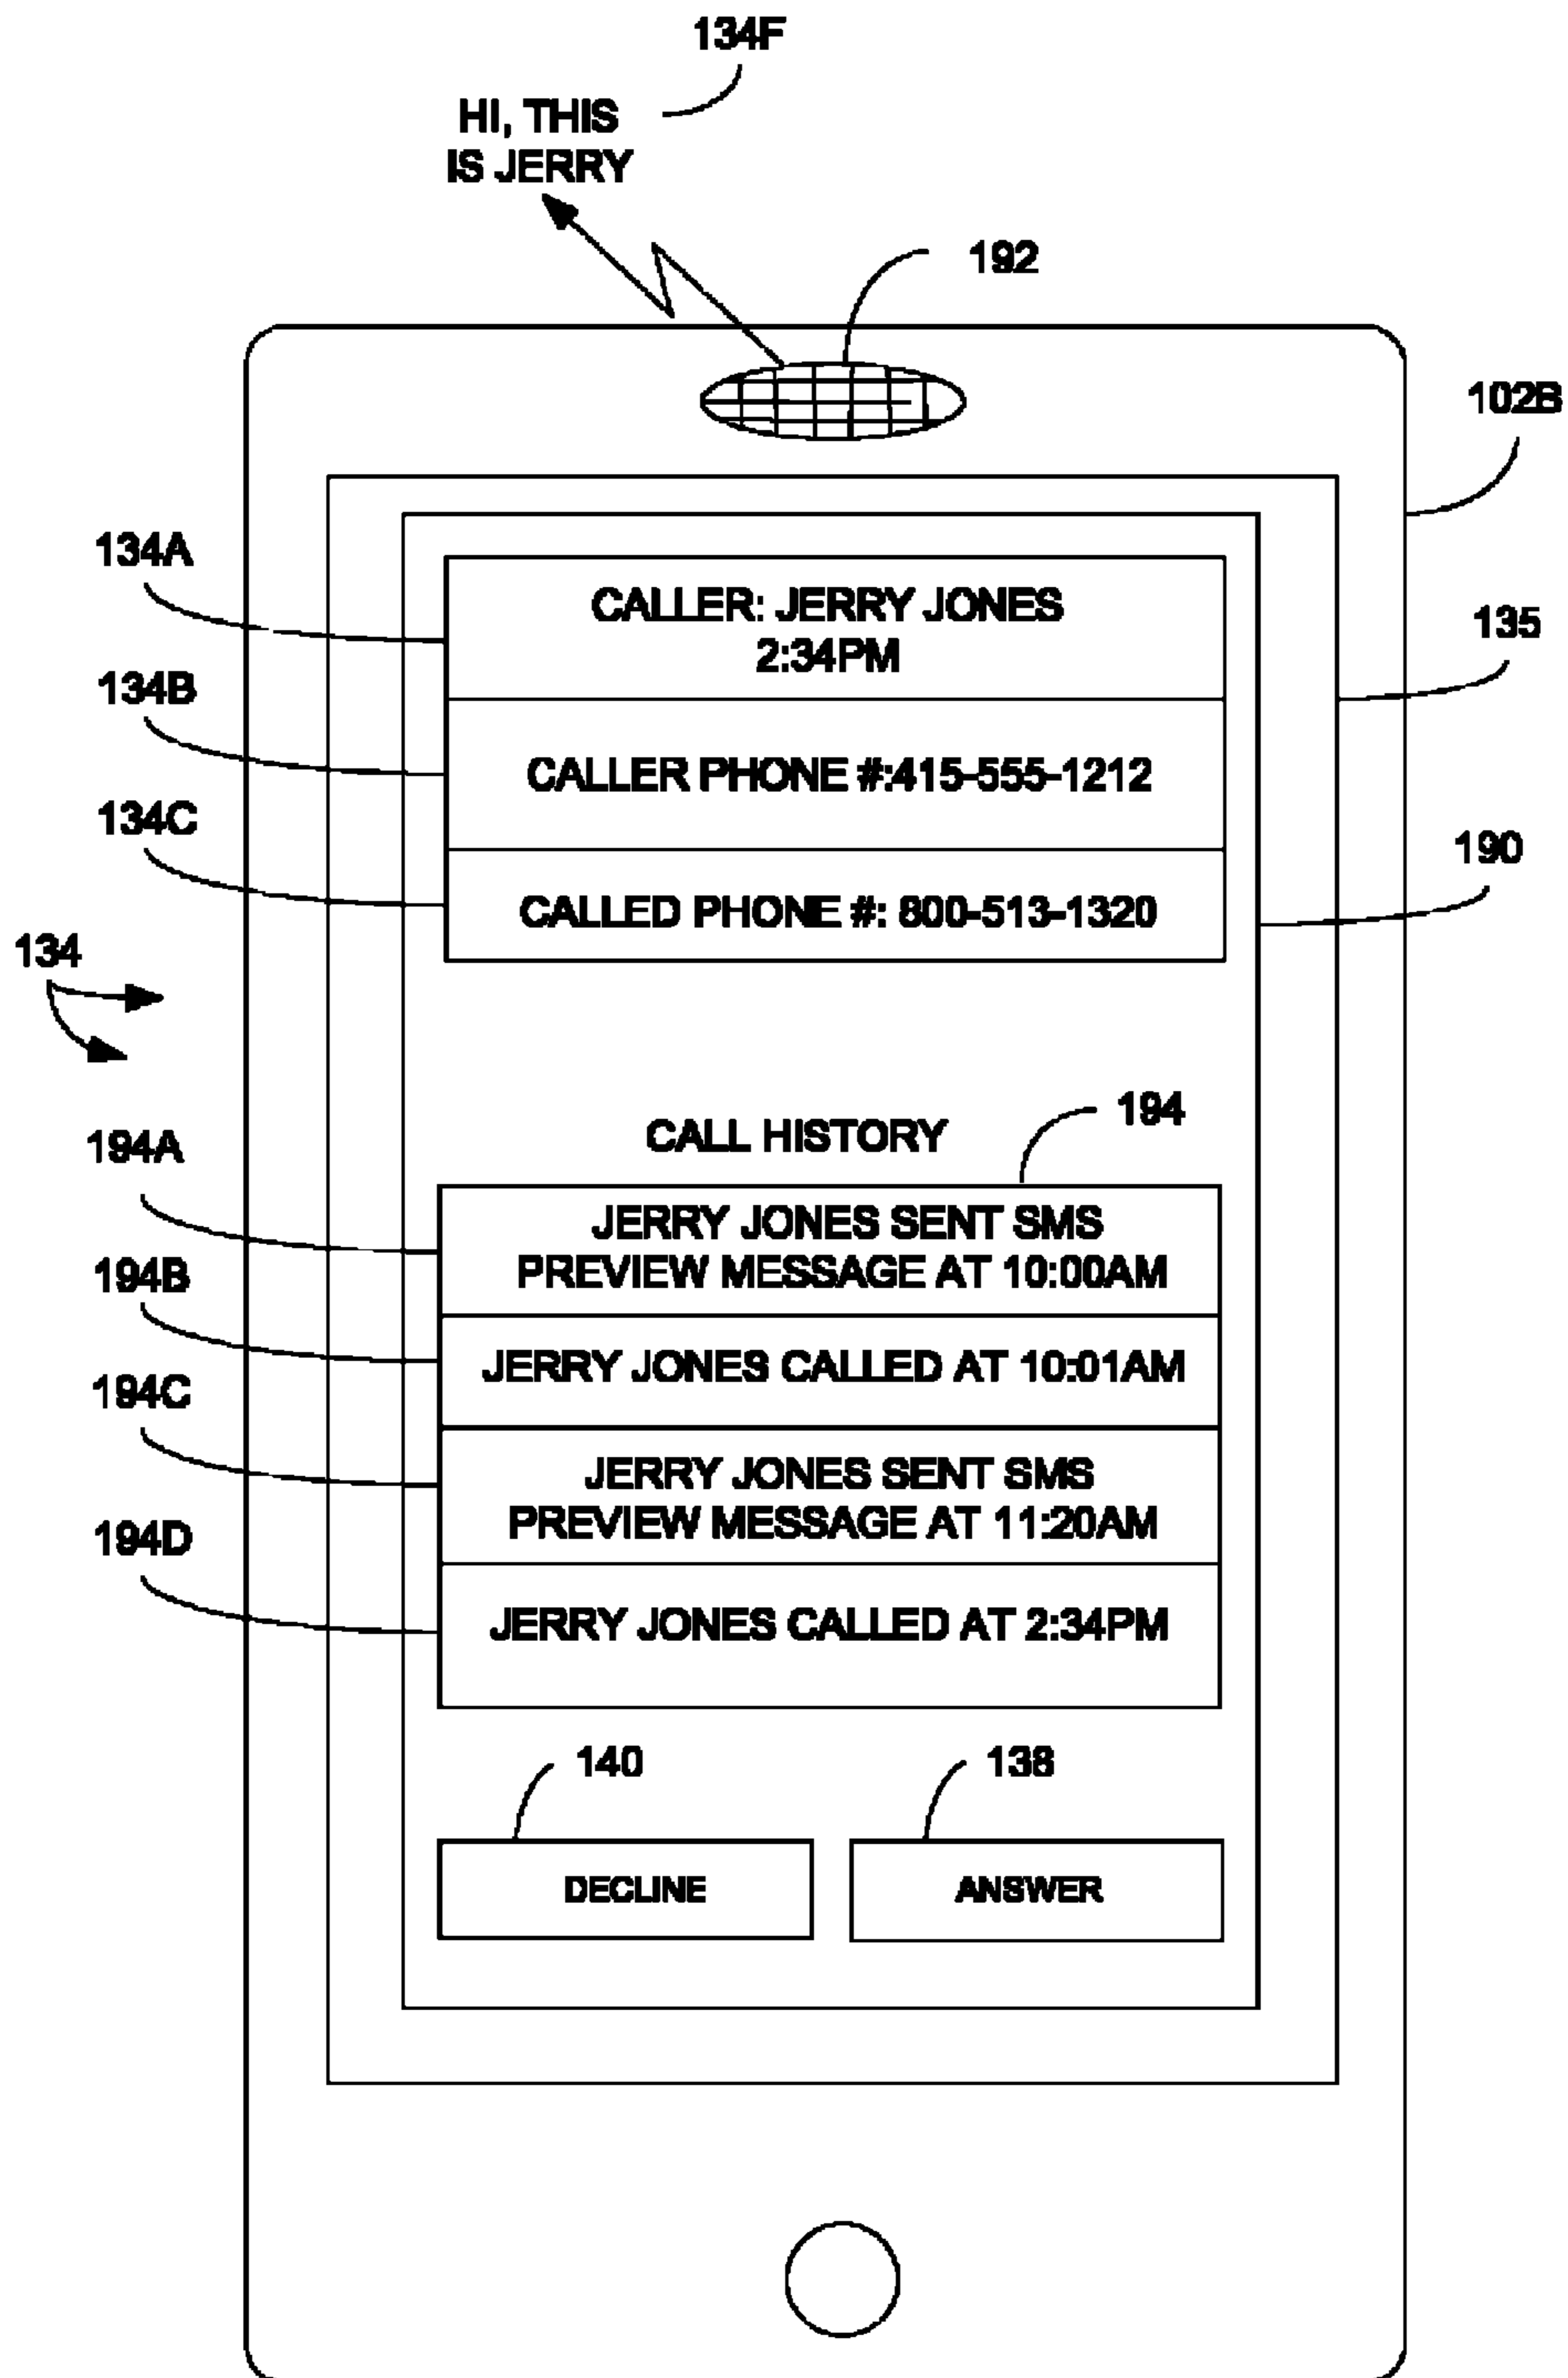 134F
HI, THIS
IS JERRY
192
102B
134A
CALLER: JERRY JONES
2:34PM
135
134B
CALLER PHONE #:415-555-1212
134C
190
CALLED PHONE #: 800-513-1320
134
194
CALL HISTORY
194A
JERRY JONES SENT SMS
PREVIEW MESSAGE AT 10:00AM
194B
JERRY JONES CALLED AT 10:01AM
194C
JERRY JONES SENT SMS
PREVIEW MESSAGE AT 11:20AM
194D
JERRY JONES CALLED AT 2:34PM
140
138
DECLINE
ANSWER